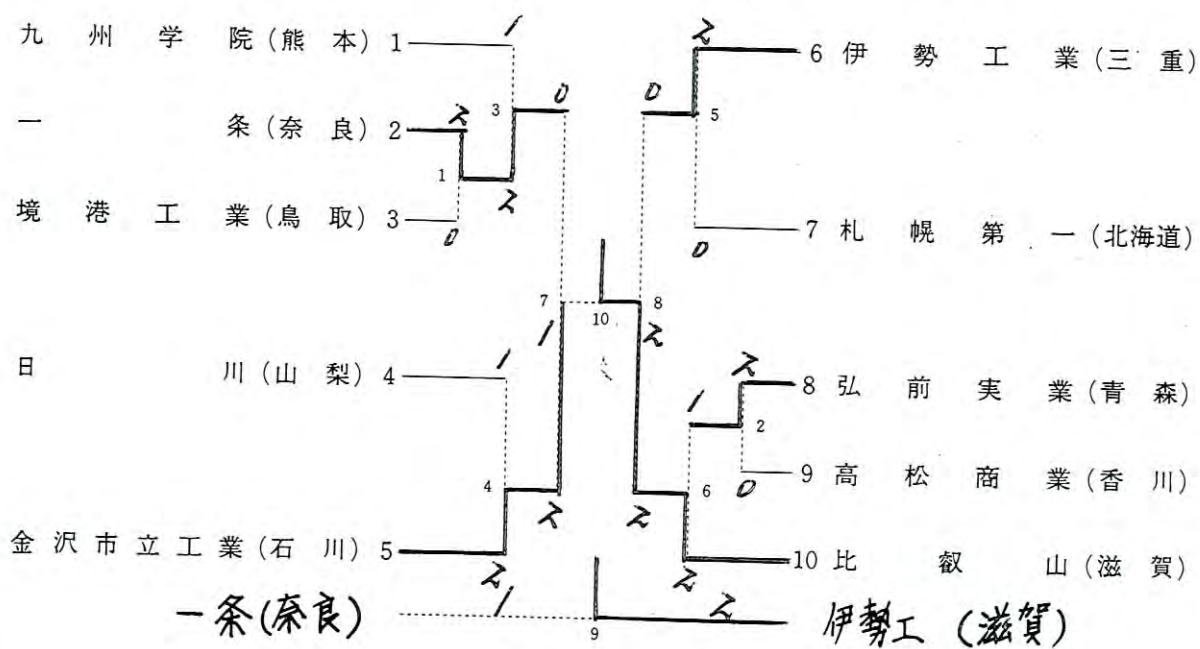 九州学院(熊本) 1
1
2
6 伊勢工業(三重)
3
0
0
5
一条(奈良) 2
2
1
2
境港工業(鳥取) 3
0
0
7 札幌第一(北海道)
7
10
8
1
1
2
日川(山梨) 4
2
8 弘前実業(青森)
1
2
0
9 高松商業(香川)
4
2
2
6
金沢市立工業(石川) 5
2
2
10 比叡山(滋賀)
一条(奈良)
1
9
2
伊勢工(滋賀)